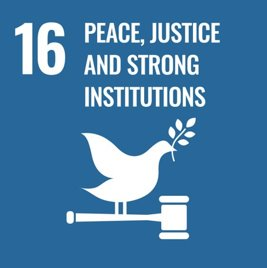 16 PEACE, JUSTICE
AND STRONG
INSTITUTIONS